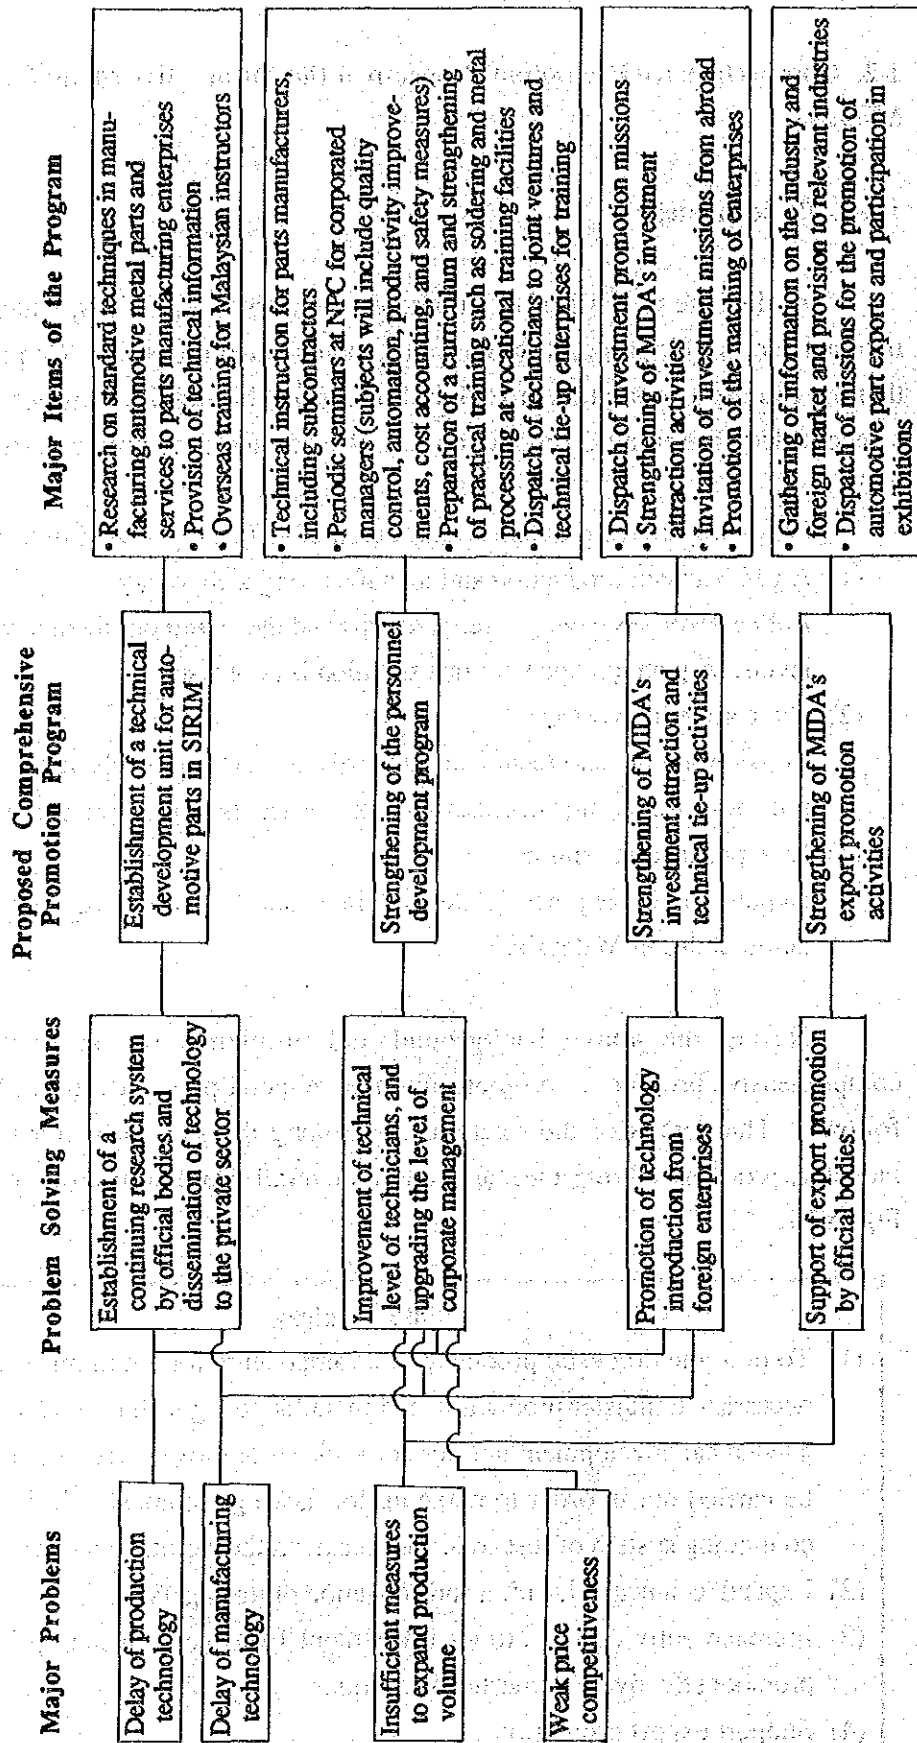 Major Problems
Problem Solving Measures
Proposed Comprehensive
Promotion Program
Major Items of the Program
Delay of production
technology
Delay of manufacturing
technology
Insufficient measures
to expand production
volume
Weak price
competitiveness
Establishment of a
continuing research system
by official bodies and
dissemination of technology
to the private sector
Improvement of technical
level of technicians, and
upgrading the level of
corporate management
Promotion of technology
introduction from
foreign enterprises
Support of export promotion
by official bodies
Establishment of a technical
development unit for auto-
motive parts in SIRIM
Strengthening of the personnel
development program
Strengthening of MIDA's
investment attraction and
technical tie-up activities
Strengthening of MIDA's
export promotion
activities
• Research on standard techniques in manu-
facturing automotive metal parts and
services to parts manufacturing enterprises
• Provision of technical information
• Overseas training for Malaysian instructors
• Technical instruction for parts manufacturers,
including subcontractors
• Periodic seminars at NPC for corporated
managers (subjects will include quality
control, automation, productivity improve-
ments, cost accounting, and safety measures)
• Preparation of a curriculum and strengthening
of practical training such as soldering and metal
processing at vocational training facilities
• Dispatch of technicians to joint ventures and
technical tie-up enterprises for training
• Dispatch of investment promotion missions
• Strengthening of MIDA's investment
attraction activities
• Invitation of investment missions from abroad
• Promotion of the matching of enterprises
• Gathering of information on the industry and
foreign market and provision to relevant industries
• Dispatch of missions for the promotion of
automotive part exports and participation in
exhibitions